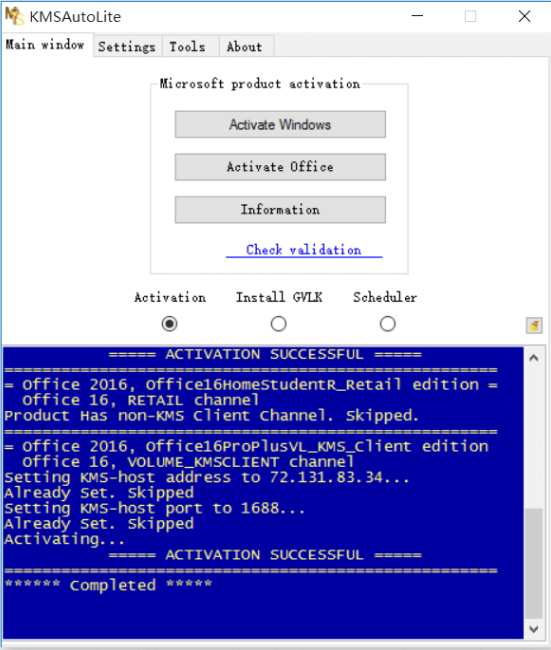 KMSAutoLite
Main window Settings Tools About
Microsoft product activation
Activate Windows
Activate Office
Information
Check validation
Activation Install GVLK Scheduler
===== ACTIVATION SUCCESSFUL =====
==================================================
= Office 2016, Office16HomeStudentR_Retail edition =
Office 16, RETAIL channel
Product Has non-KMS Client Channel. Skipped.
==================================================
= Office 2016, Office16ProPlusVL_KMS_Client edition
Office 16, VOLUME_KMSCLIENT channel
Setting KMS-host address to 72.131.83.34...
Already Set. Skipped
Setting KMS-host port to 1688...
Already Set. Skipped
Activating...
===== ACTIVATION SUCCESSFUL =====
==================================================
****** Completed *****